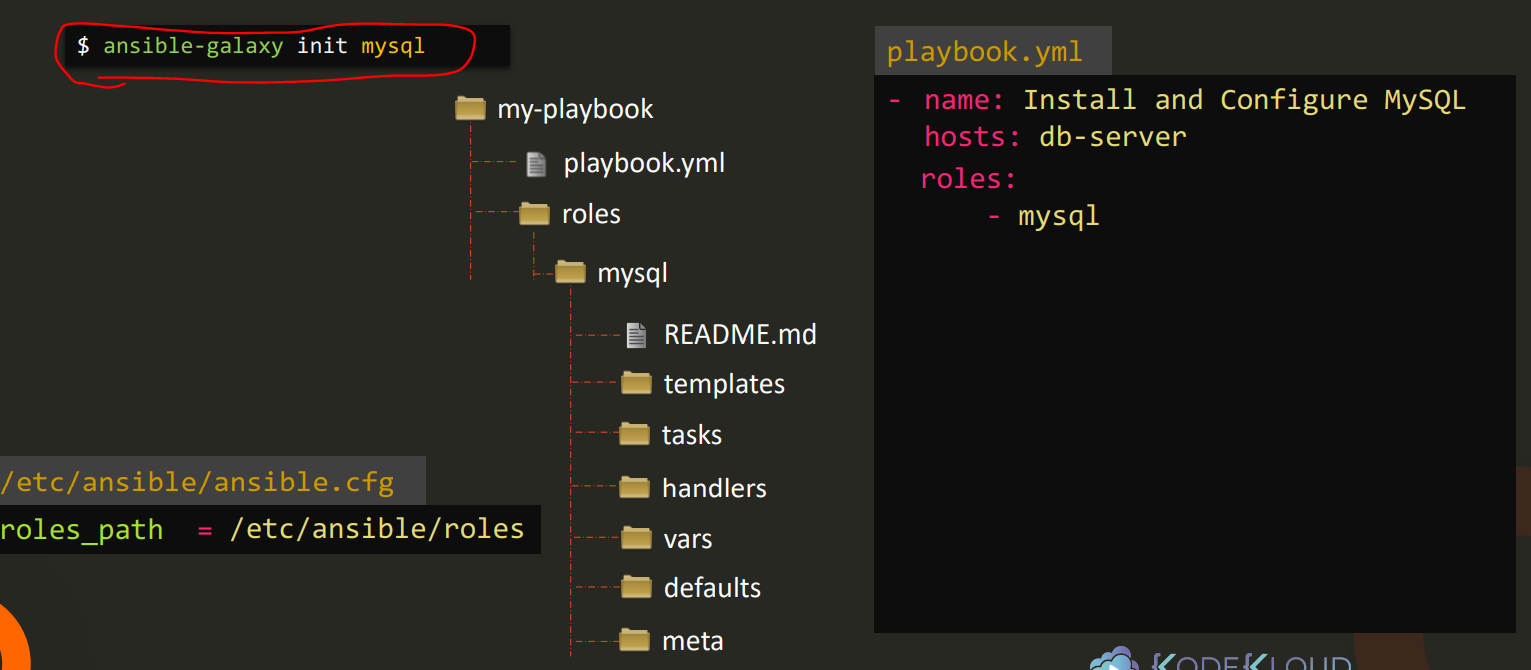 $ ansible-galaxy init mysql
my-playbook
playbook.yml
roles
mysql
README.md
templates
tasks
handlers
vars
defaults
meta
/etc/ansible/ansible.cfg
roles_path = /etc/ansible/roles
playbook.yml
- name: Install and Configure MySQL
hosts: db-server
roles:
- mysql
KODEKLOUD